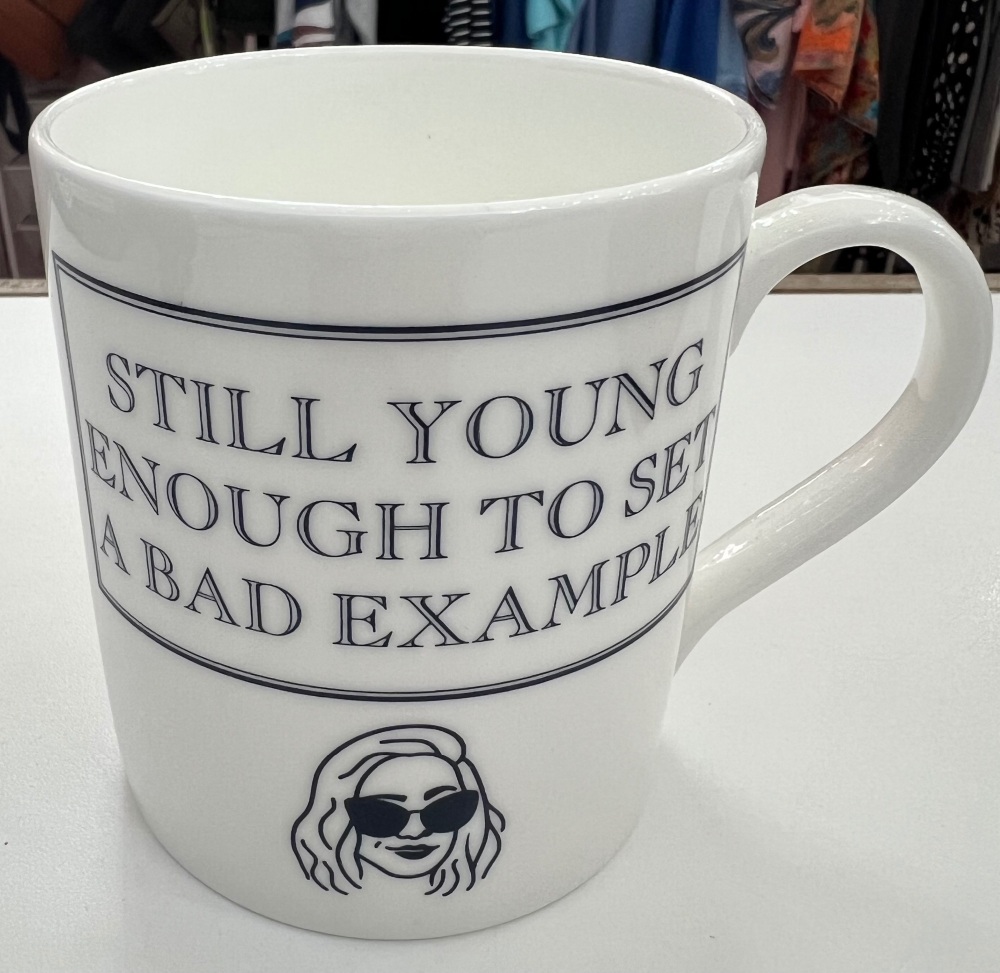 STILL YOUNG
ENOUGH TO SET
A BAD EXAMPLE